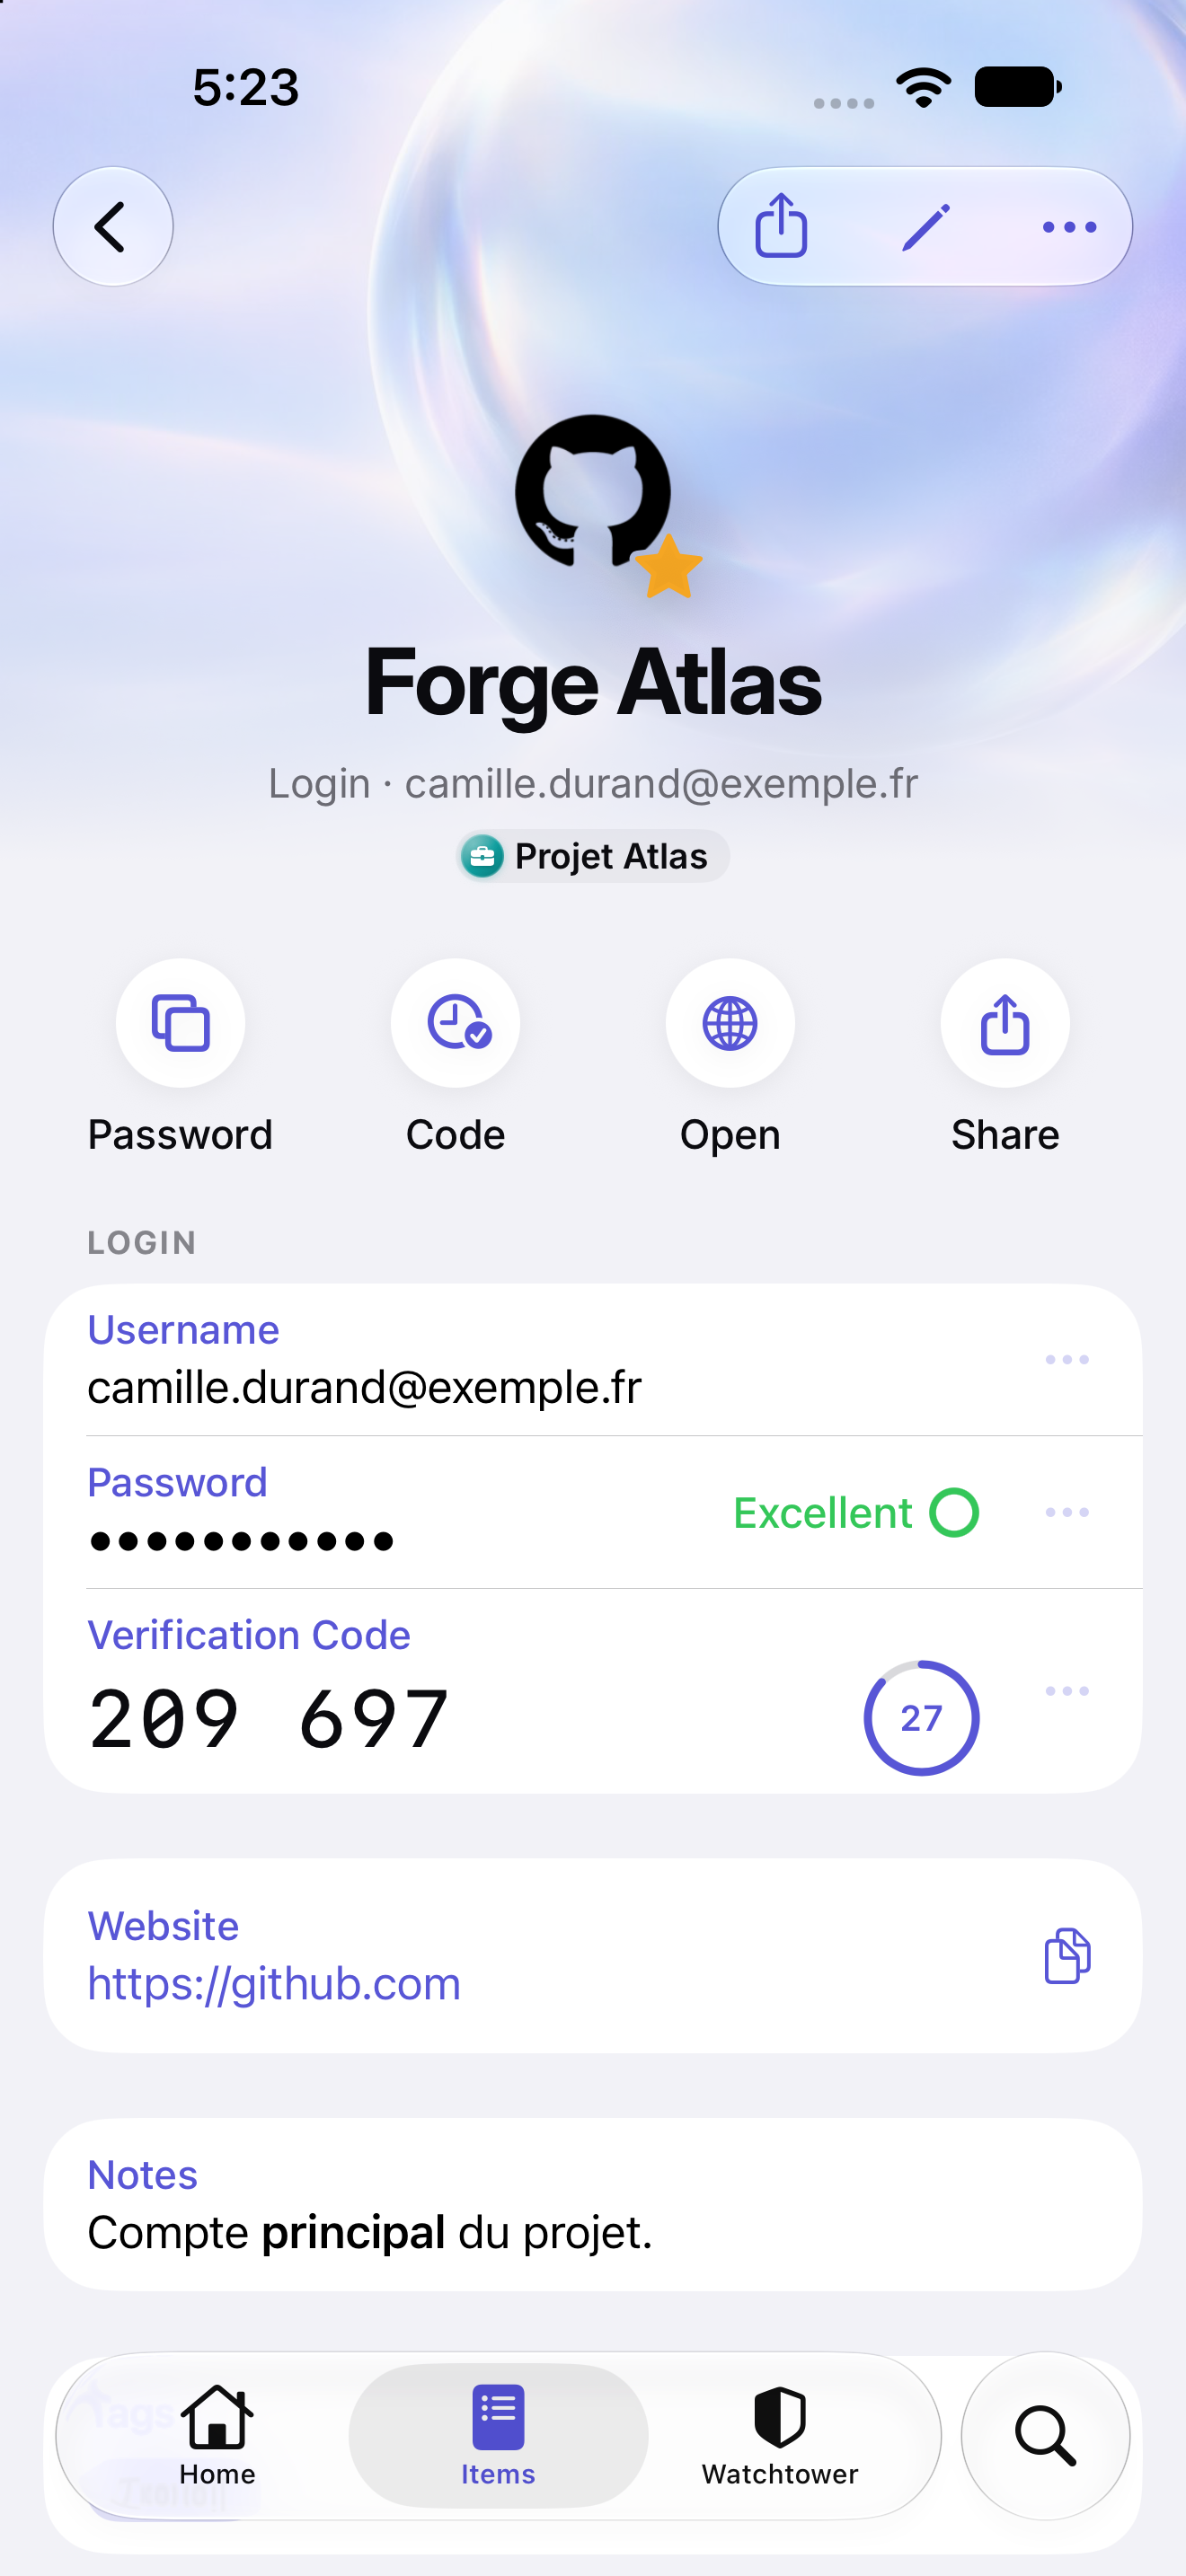 5:23
Forge Atlas
Login · camille.durand@exemple.fr
Projet Atlas
Password
Code
Open
Share
LOGIN
Username
camille.durand@exemple.fr
Password
Excellent
Verification Code
209 697
27
Website
https://github.com
Notes
Compte principal du projet.
Tags
Home
Items
Watchtower